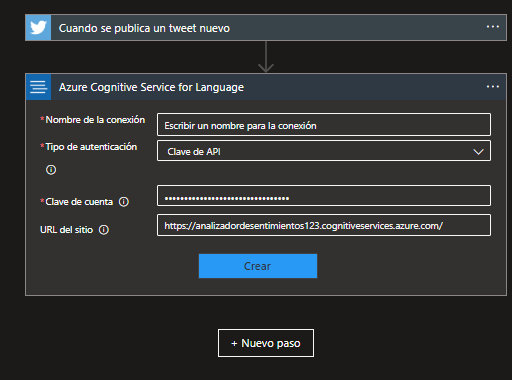 Cuando se publica un tweet nuevo
Azure Cognitive Service for Language
*Nombre de la conexión
Escribir un nombre para la conexión
*Tipo de autenticación
Clave de API
*Clave de cuenta
••••••••••••••••••••••••••••••••
URL del sitio
https://analizadordesentimientos123.cognitiveservices.azure.com/
Crear
+ Nuevo paso